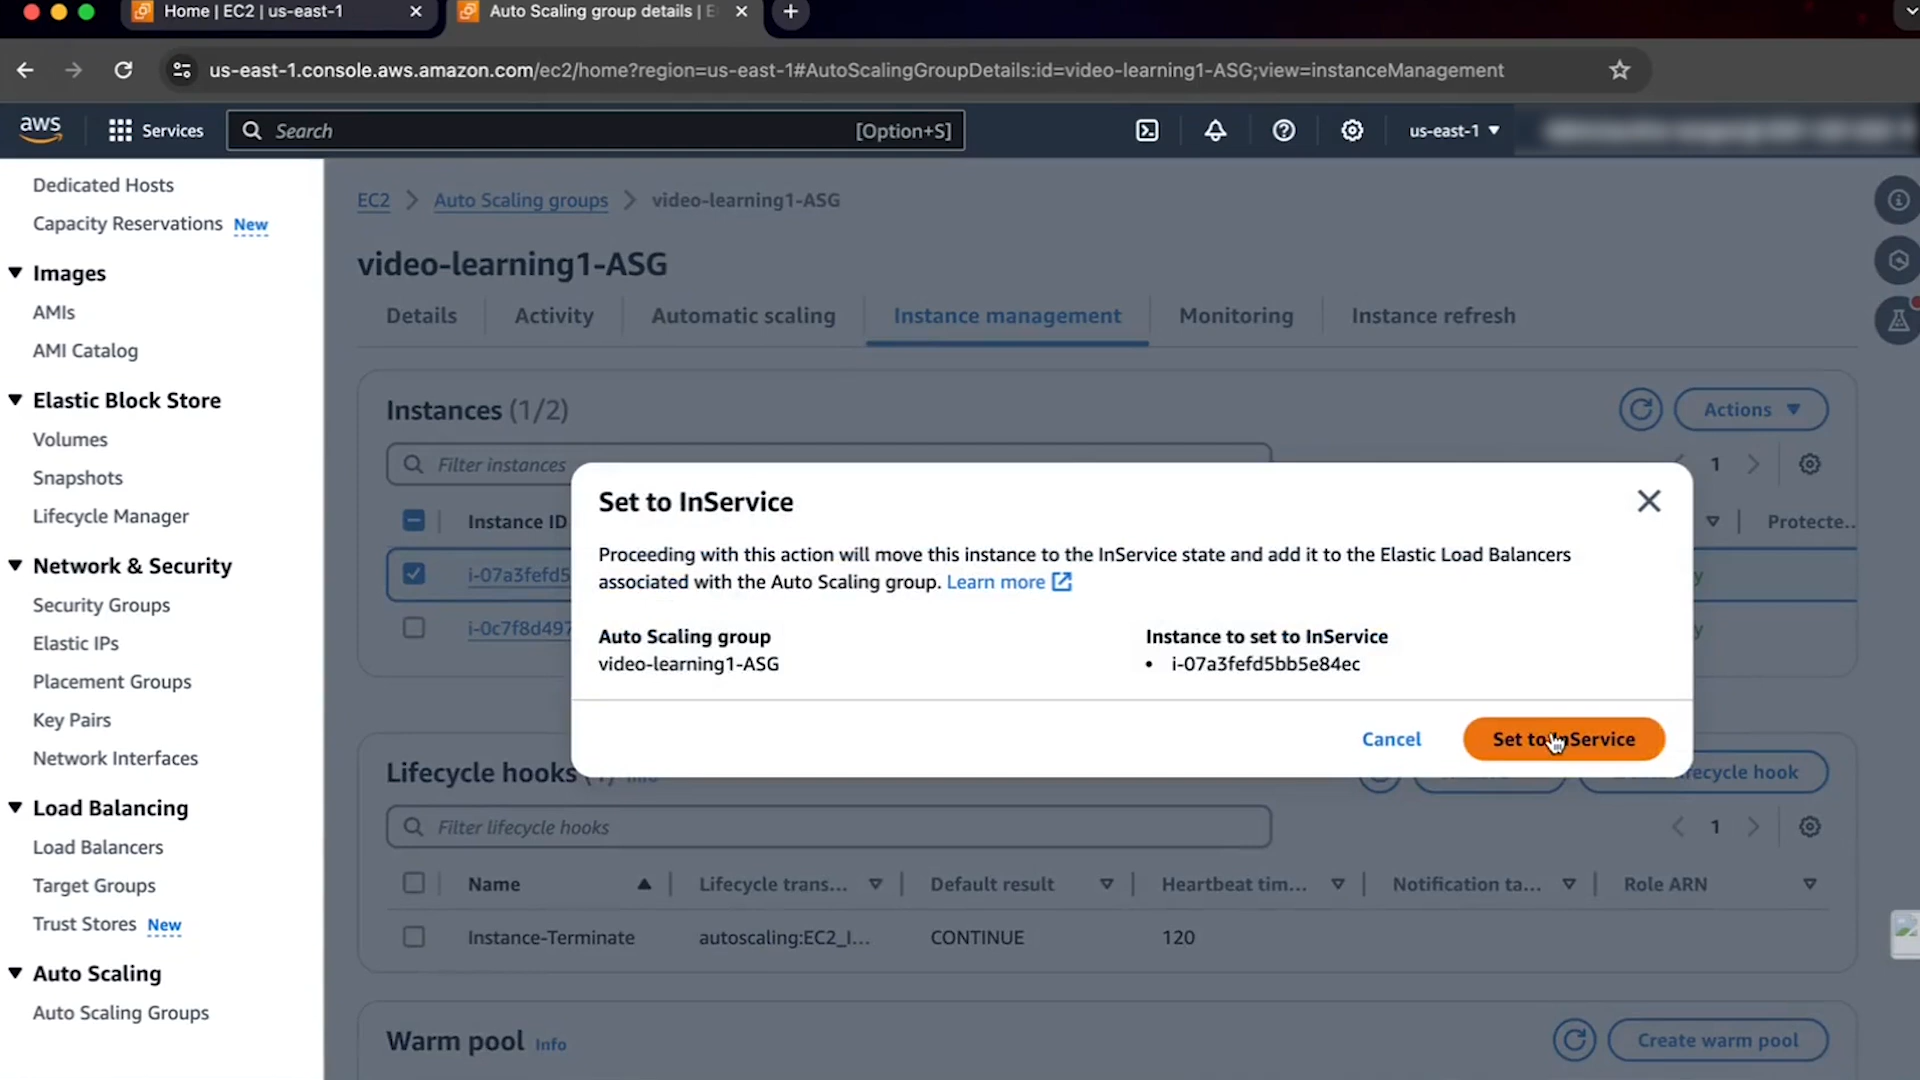 Home | EC2 | us-east-1
Auto Scaling group details | E
us-east-1.console.aws.amazon.com/ec2/home?region=us-east-1#AutoScalingGroupDetails:id=video-learning1-ASG;view=instanceManagement
aws
Services
Search
[Option+S]
us-east-1
Dedicated Hosts
Capacity Reservations New
Images
AMIs
AMI Catalog
Elastic Block Store
Volumes
Snapshots
Lifecycle Manager
Network & Security
Security Groups
Elastic IPs
Placement Groups
Key Pairs
Network Interfaces
Load Balancing
Load Balancers
Target Groups
Trust Stores New
Auto Scaling
Auto Scaling Groups
EC2 > Auto Scaling groups > video-learning1-ASG
video-learning1-ASG
Details Activity Automatic scaling Instance management Monitoring Instance refresh
Instances (1/2)
Actions
Filter instances
1
Instance ID
Protecte...
i-07a3fefd5
y
i-0c7f8d497
y
Set to InService
Proceeding with this action will move this instance to the InService state and add it to the Elastic Load Balancers
associated with the Auto Scaling group. Learn more
Auto Scaling group
video-learning1-ASG
Instance to set to InService
• i-07a3fefd5bb5e84ec
Cancel
Set to InService
Lifecycle hooks
lifecycle hook
Filter lifecycle hooks
1
Name Lifecycle trans... Default result Heartbeat tim... Notification ta... Role ARN
Instance-Terminate autoscaling:EC2_I... CONTINUE 120
Warm pool Info
Create warm pool